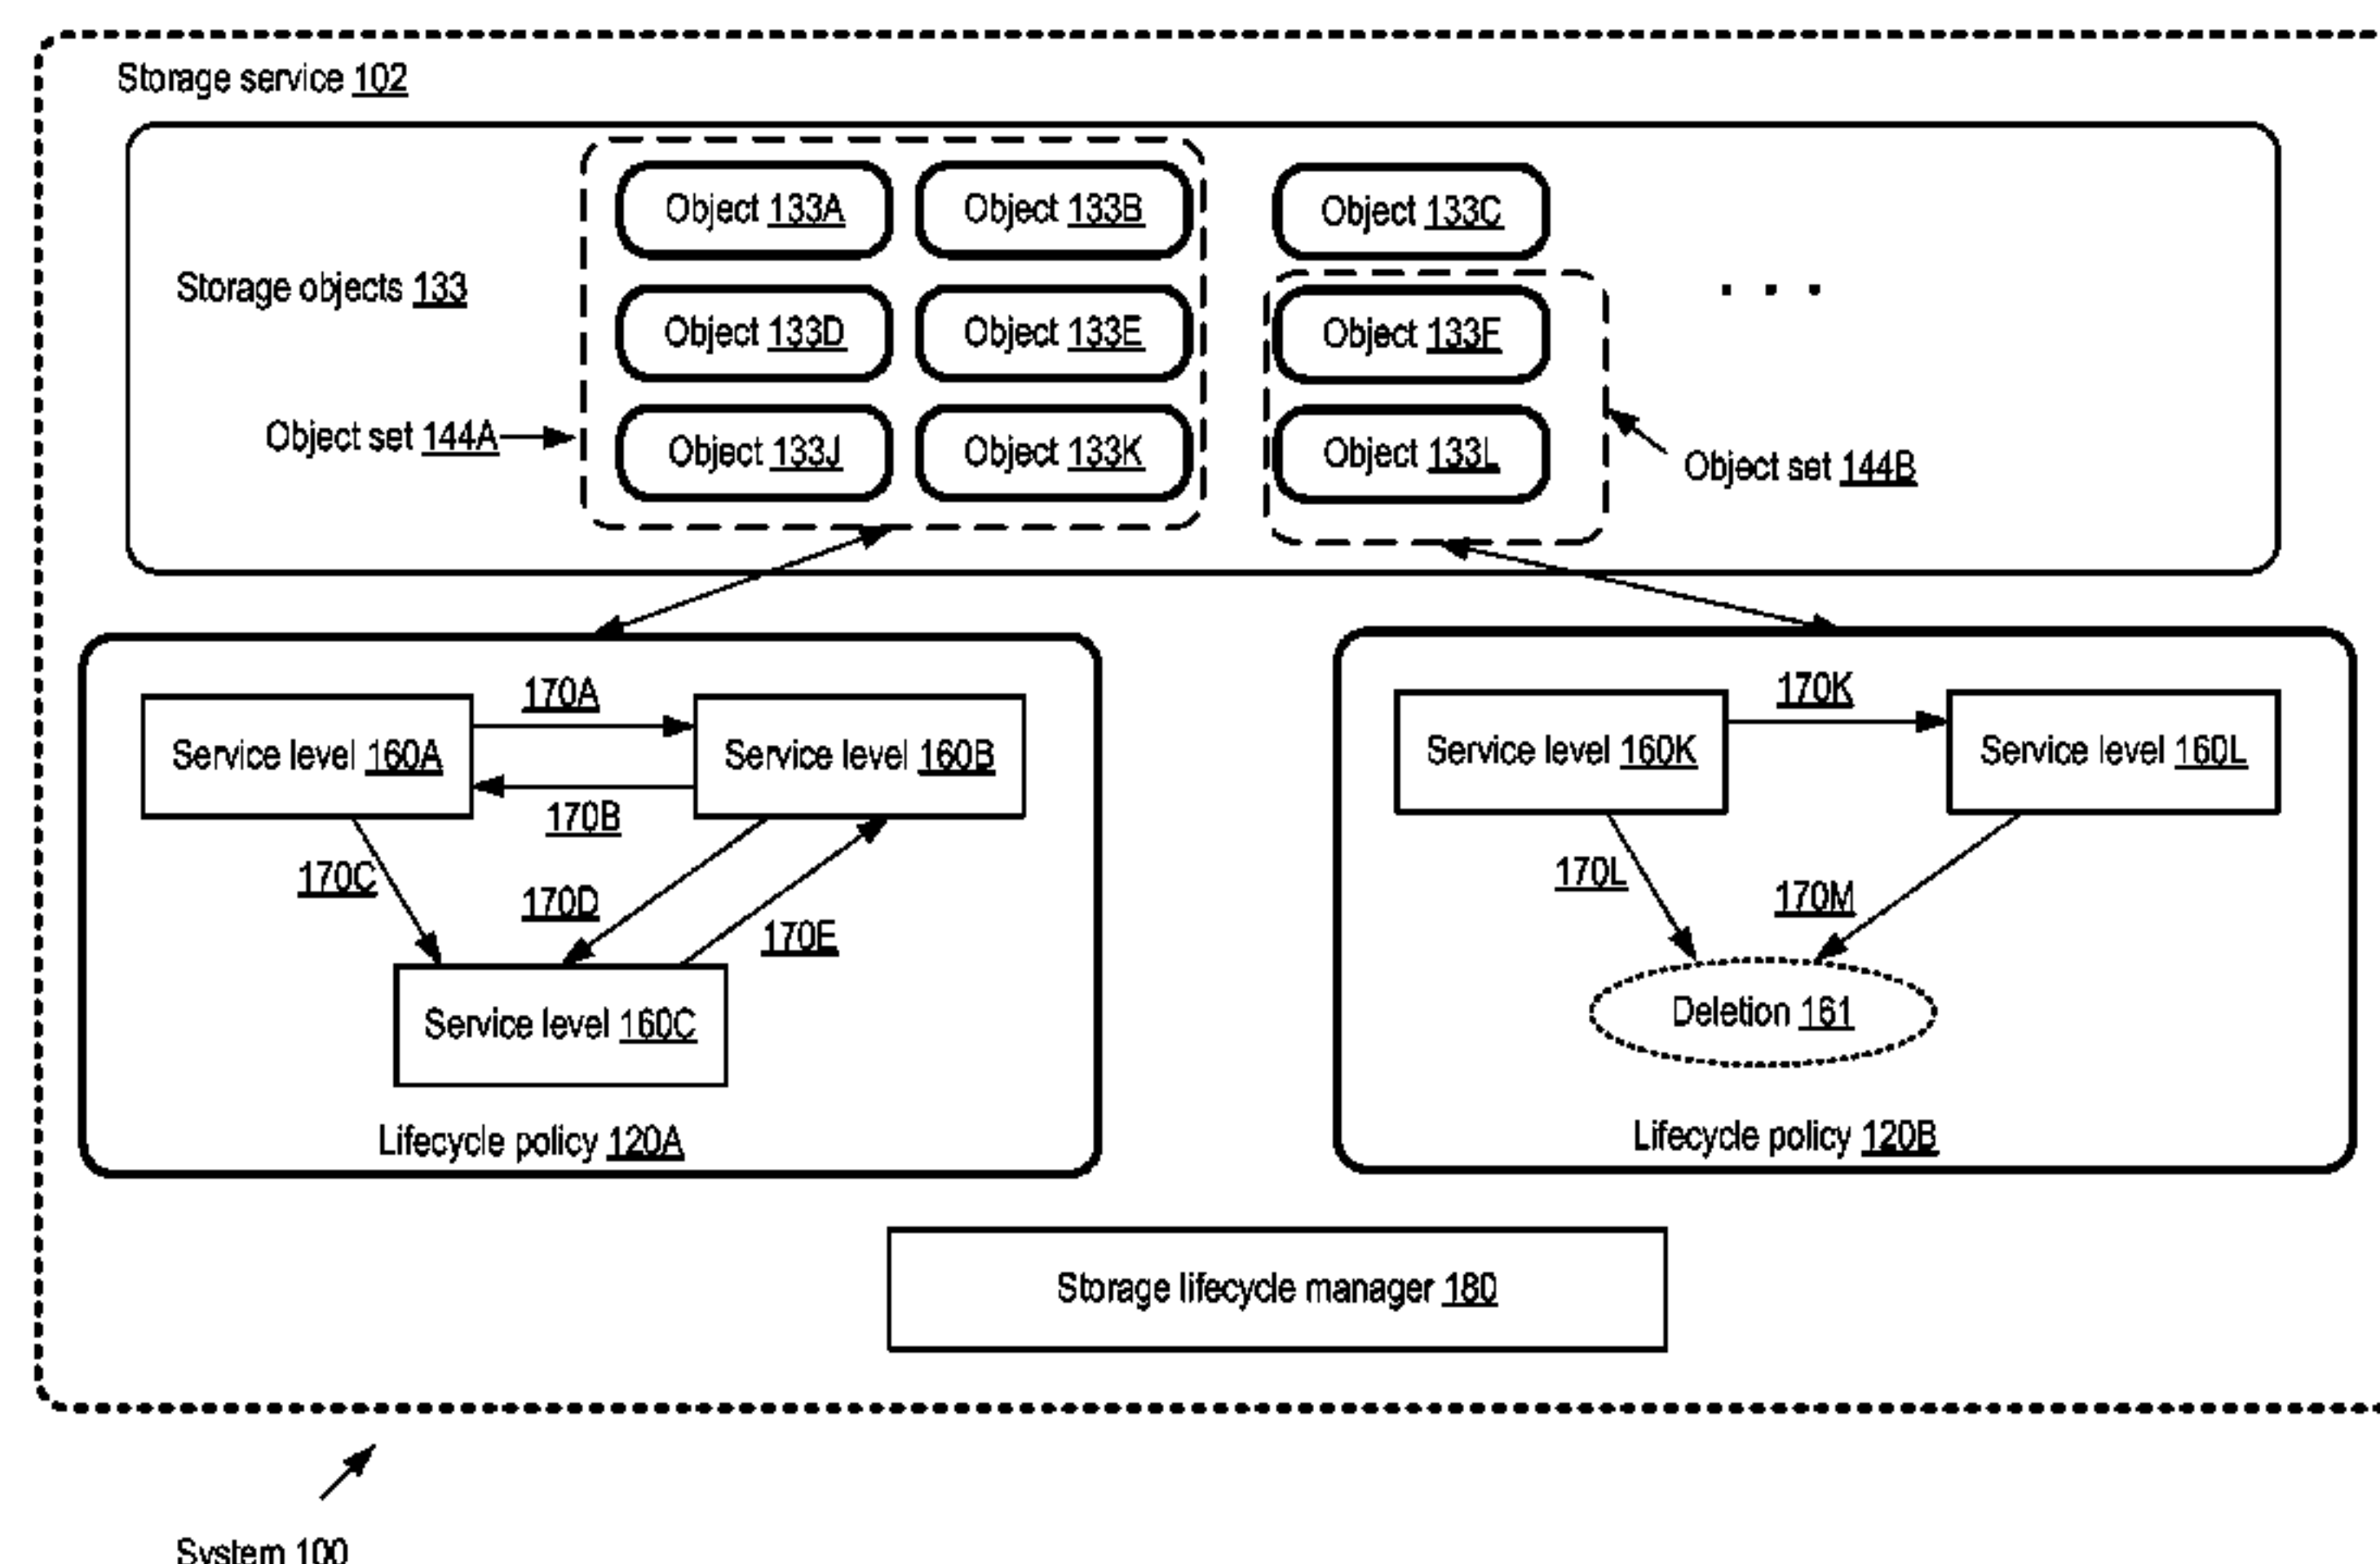 Storage service 102
Object 133A
Object 133B
Object 133C
Storage objects 133
. . .
Object 133D
Object 133E
Object 133F
Object set 144A
Object 133J
Object 133K
Object 133L
Object set 144B
170A
Service level 160A
Service level 160B
170B
170C
170D
170E
Service level 160C
Lifecycle policy 120A
170K
Service level 160K
Service level 160L
170L
170M
Deletion 161
Lifecycle policy 120B
Storage lifecycle manager 180
System 100